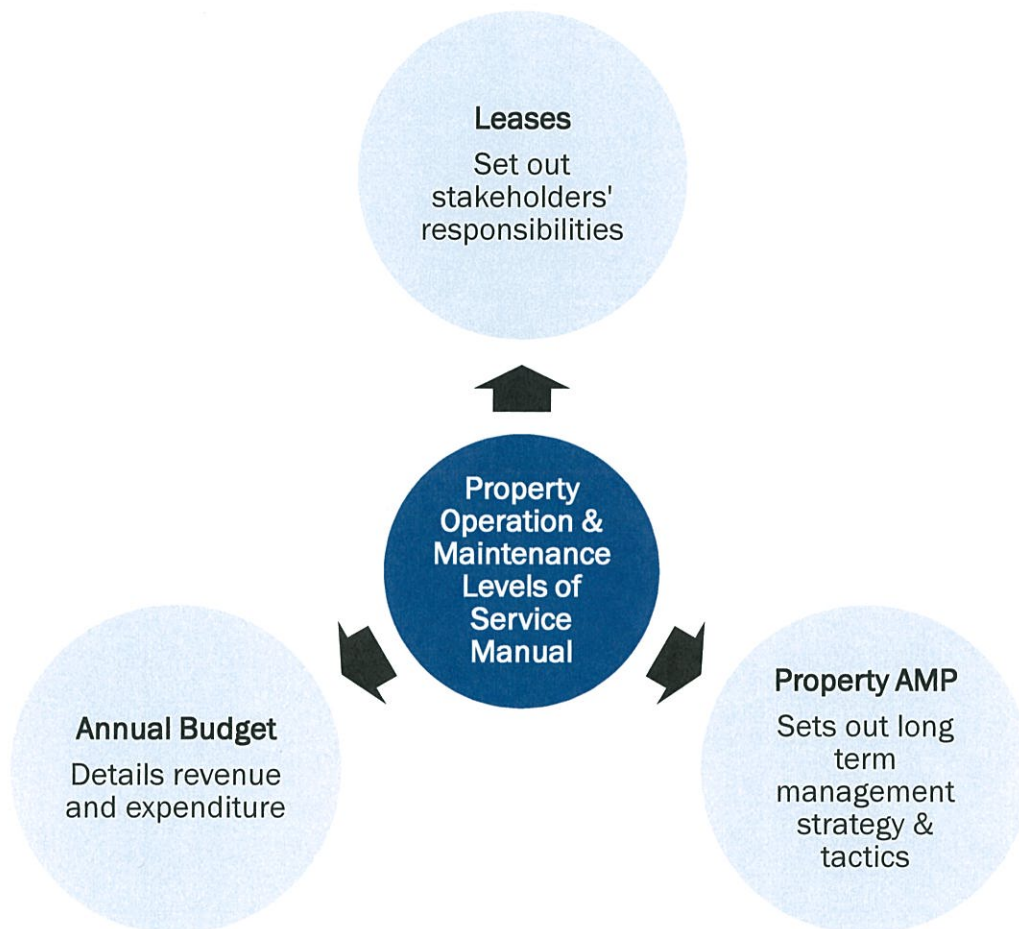 Leases
Set out
stakeholders'
responsibilities
Property
Operation &
Maintenance
Levels of
Service
Manual
Annual Budget
Details revenue
and expenditure
Property AMP
Sets out long
term
management
strategy &
tactics